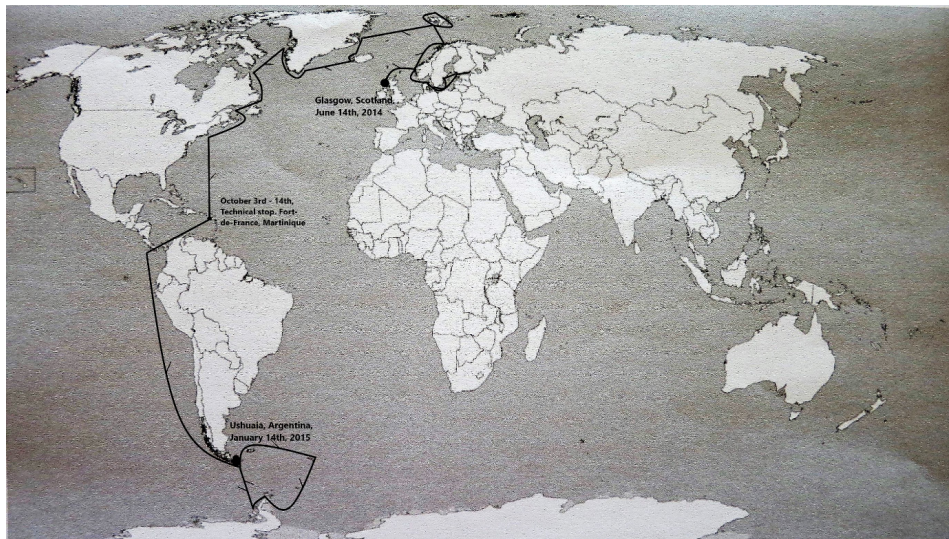 Glasgow, Scotland,
June 14th, 2014
October 3rd - 14th,
Technical stop. Fort-
de-France, Martinique
Ushuaia, Argentina,
January 14th, 2015